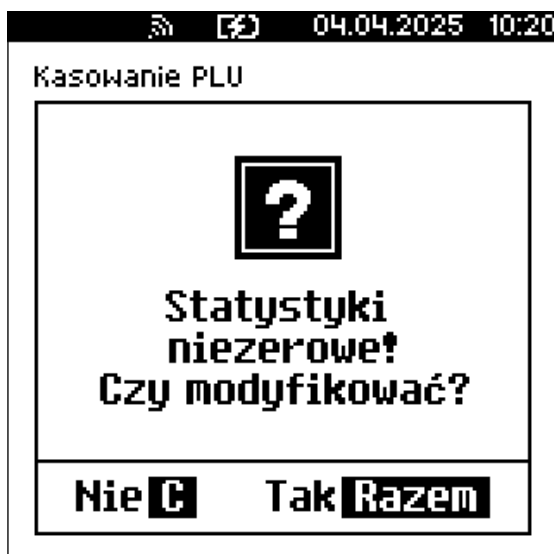 04.04.2025 10:20
Kasowanie PLU
?
Statystyki
niezerowe!
Czy modyfikować?
Nie C Tak Razem